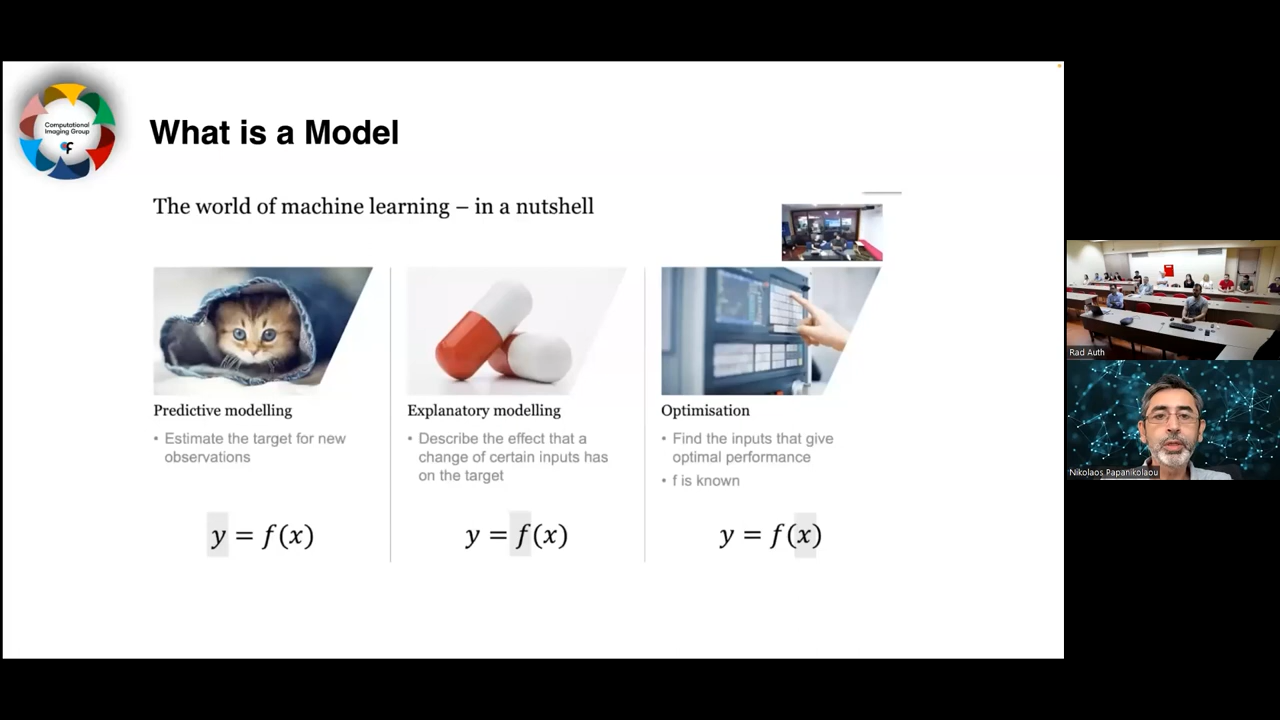 Computational
Imaging Group
What is a Model
The world of machine learning – in a nutshell
Predictive modelling
• Estimate the target for new
observations
y = f(x)
Explanatory modelling
• Describe the effect that a
change of certain inputs has
on the target
y = f(x)
Optimisation
• Find the inputs that give
optimal performance
• f is known
y = f(x)
Rad Auth
Nikolaos Papanikolaou